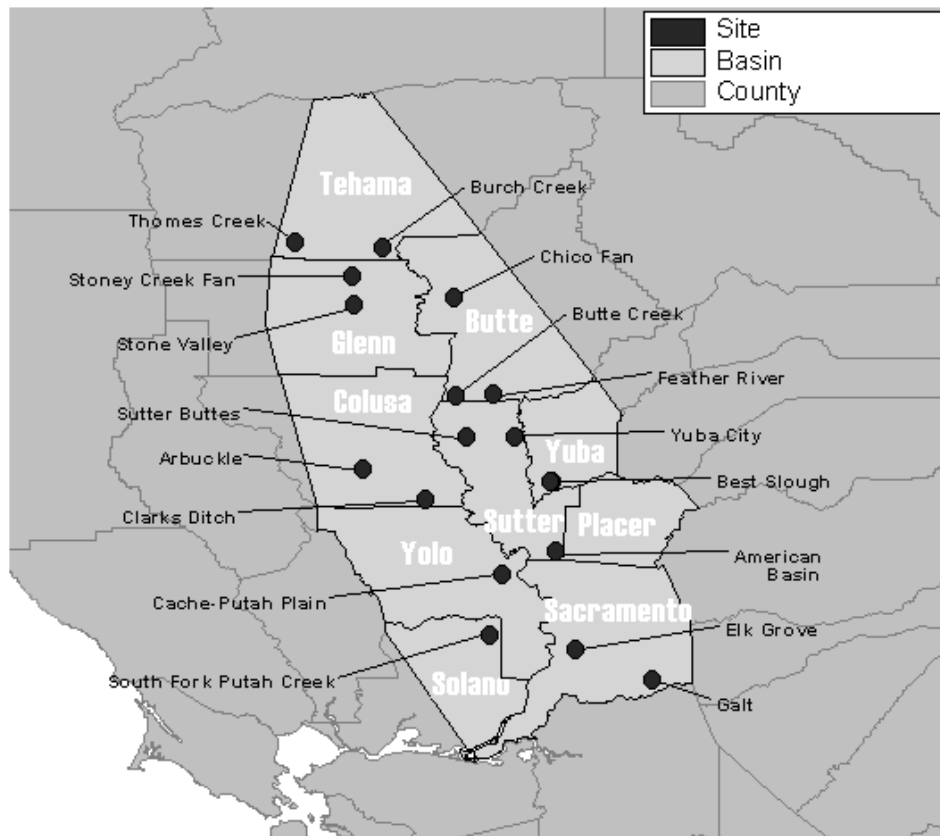 Site
Basin
County
Tehama
Burch Creek
Thomes Creek
Chico Fan
Stoney Creek Fan
Butte Creek
Butte
Stone Valley
Glenn
Feather River
Colusa
Sutter Buttes
Yuba City
Yuba
Arbuckle
Best Slough
Clarks Ditch
Sutter
Placer
Yolo
American
Basin
Cache-Putah Plain
Sacramento
Elk Grove
South Fork Putah Creek
Solano
Galt